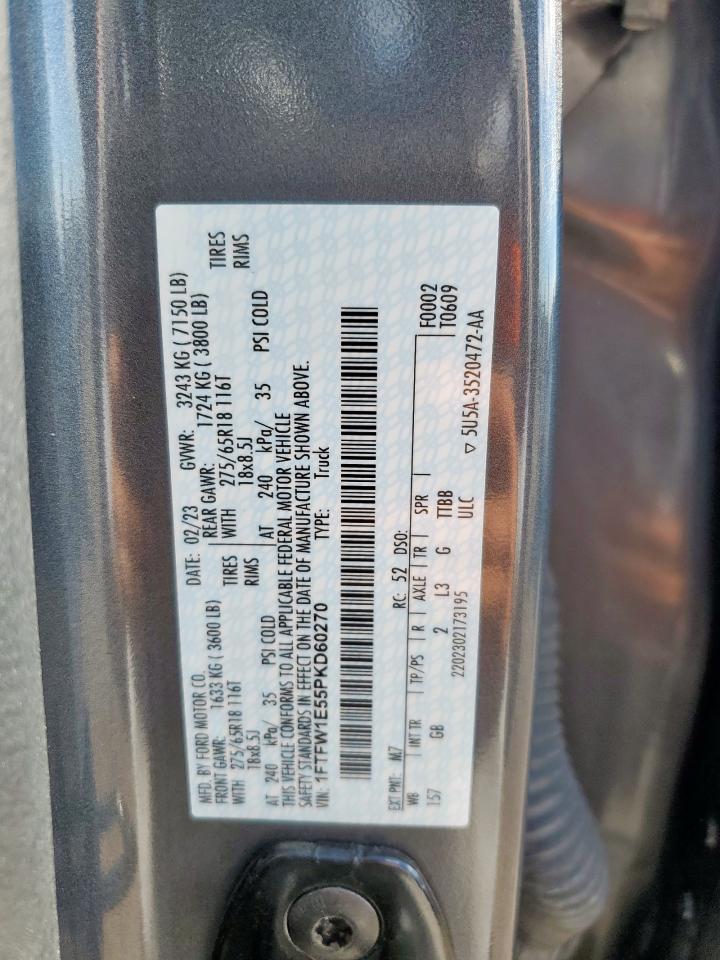 MFD. BY FORD MOTOR CO. DATE: 02/23 GVWR: 3243 KG ( 7150 LB)
FRONT GAWR: 1633 KG ( 3600 LB) REAR GAWR: 1724 KG ( 3800 LB)
WITH 275/65R18 116T TIRES WITH 275/65R18 116T TIRES
18x8.5J RIMS 18x8.5J RIMS
AT 240 kPa/ 35 PSI COLD AT 240 kPa/ 35 PSI COLD
THIS VEHICLE CONFORMS TO ALL APPLICABLE FEDERAL MOTOR VEHICLE
SAFETY STANDARDS IN EFFECT ON THE DATE OF MANUFACTURE SHOWN ABOVE.
VIN: 1FTFW1E55PKD60270 TYPE: Truck
EXT PNT: M7 RC: 52 DSO:
WB INT TR TP/PS R AXLE TR SPR F0002
157 GB 2 L3 G TTBB T0609
2202302173195 ULC ▽ 5U5A-3520472-AA